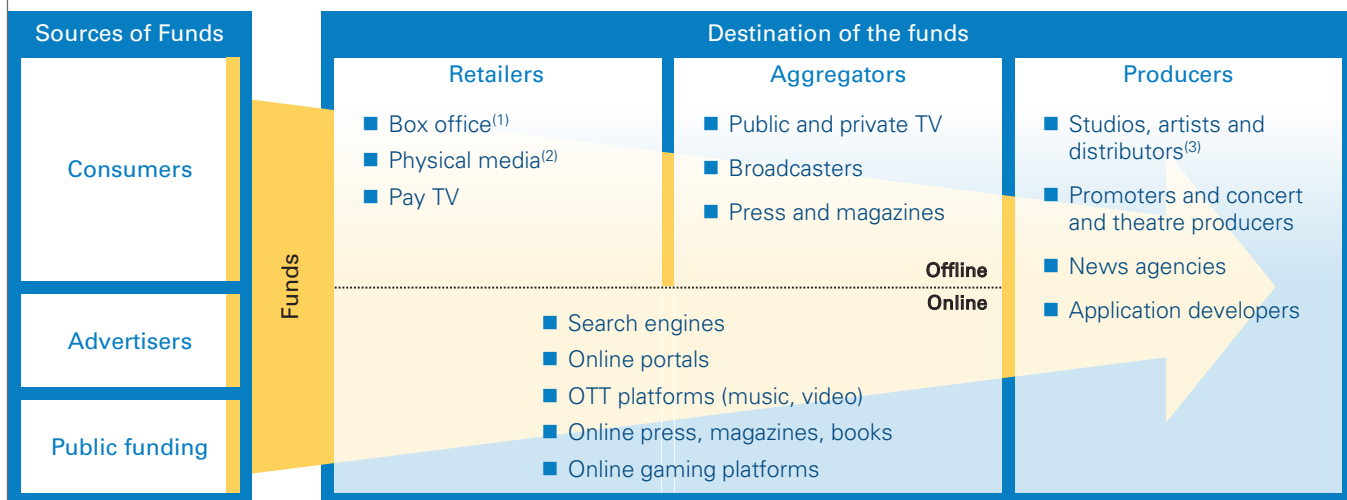 Sources of Funds
Consumers
Advertisers
Public funding
Funds
Destination of the funds
Retailers
■ Box office(1)
■ Physical media(2)
■ Pay TV
Aggregators
■ Public and private TV
■ Broadcasters
■ Press and magazines
Offline
Online
■ Search engines
■ Online portals
■ OTT platforms (music, video)
■ Online press, magazines, books
■ Online gaming platforms
Producers
■ Studios, artists and
distributors(3)
■ Promoters and concert
and theatre producers
■ News agencies
■ Application developers